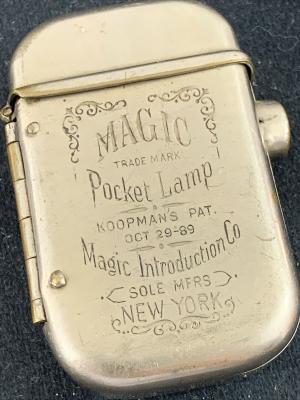 MAGIC
TRADE MARK
Pocket Lamp
KOOPMAN'S PAT.
OCT 29-89
Magic Introduction Co
SOLE MFRS
NEW YORK